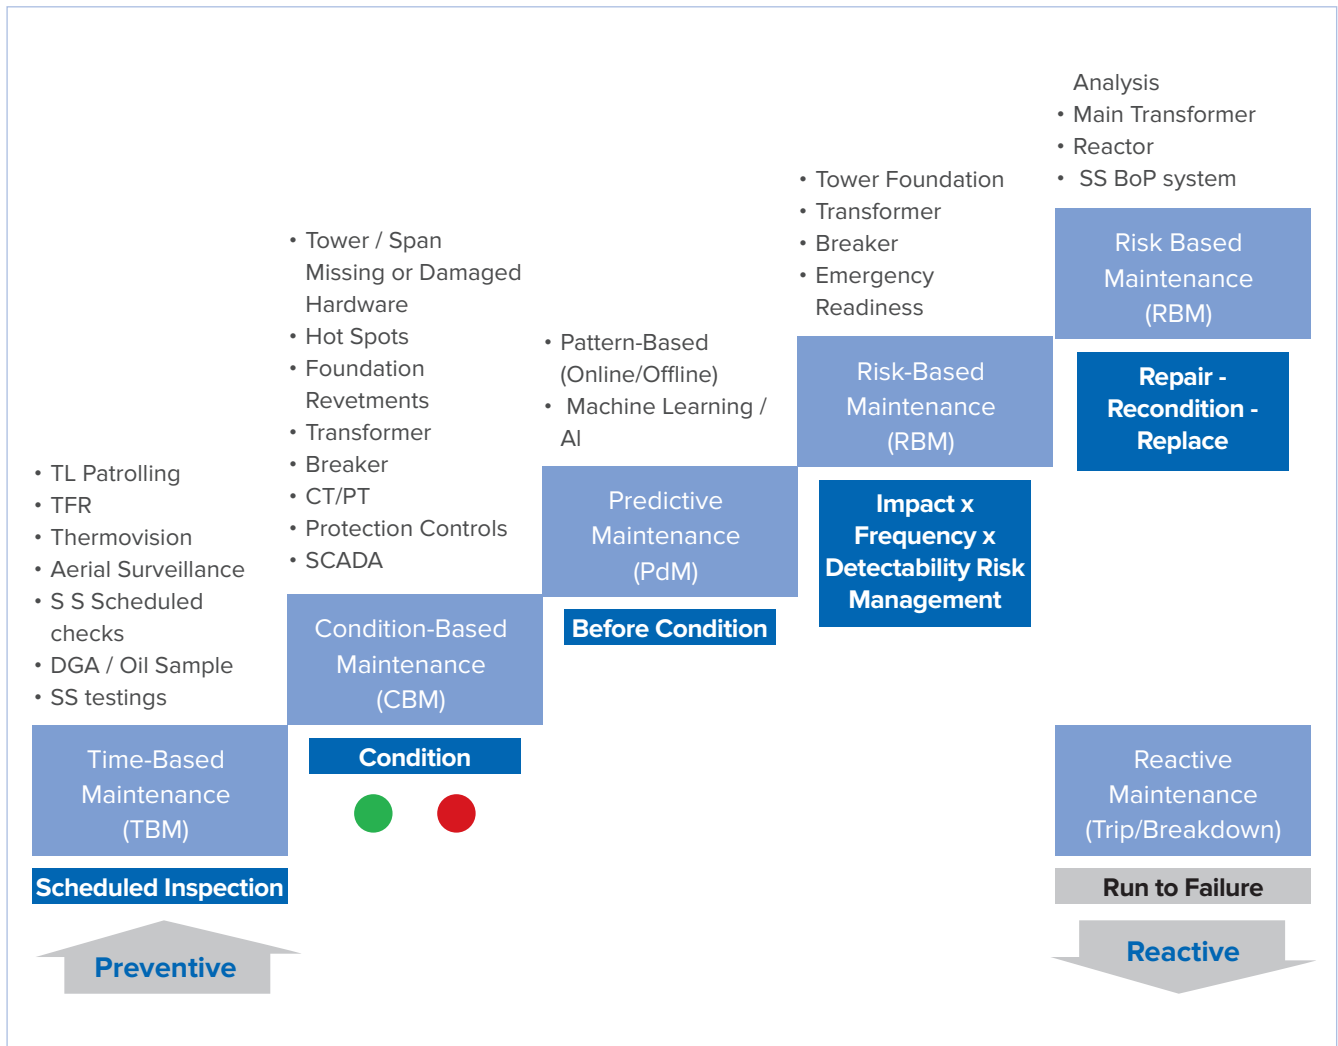 • TL Patrolling
• TFR
• Thermovision
• Aerial Surveillance
• S S Scheduled
checks
• DGA / Oil Sample
• SS testings
Time-Based
Maintenance
(TBM)
Scheduled Inspection
Preventive
• Tower / Span
Missing or Damaged
Hardware
• Hot Spots
• Foundation
Revetments
• Transformer
• Breaker
• CT/PT
• Protection Controls
• SCADA
Condition-Based
Maintenance
(CBM)
Condition
• Pattern-Based
(Online/Offline)
• Machine Learning /
AI
Predictive
Maintenance
(PdM)
Before Condition
• Tower Foundation
• Transformer
• Breaker
• Emergency
Readiness
Risk-Based
Maintenance
(RBM)
Impact x
Frequency x
Detectability Risk
Management
Analysis
• Main Transformer
• Reactor
• SS BoP system
Risk Based
Maintenance
(RBM)
Repair -
Recondition -
Replace
Reactive
Maintenance
(Trip/Breakdown)
Run to Failure
Reactive